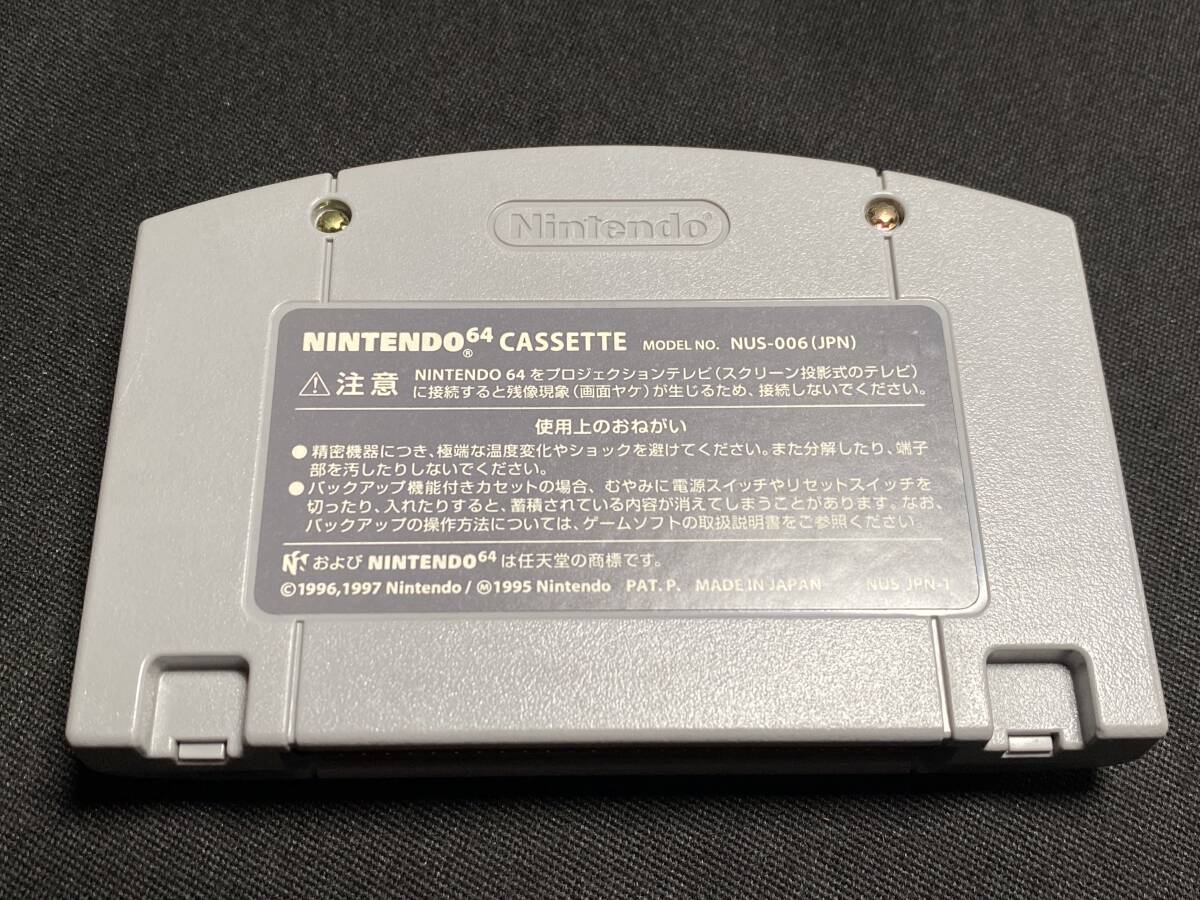 Nintendo®
NINTENDO64® CASSETTE MODEL NO. NUS-006(JPN)
⚠注意 NINTENDO 64 をプロジェクションテレビ(スクリーン投影式のテレビ)
に接続すると残像現象(画面ヤケ)が生じるため、接続しないでください。
使用上のおねがい
●精密機器につき、極端な温度変化やショックを避けてください。また分解したり、端子
部を汚したりしないでください。
●バックアップ機能付きカセットの場合、むやみに電源スイッチやリセットスイッチを
切ったり、入れたりすると、蓄積されている内容が消えてしまうことがあります。なお、
バックアップの操作方法については、ゲームソフトの取扱説明書をご参照ください。
および NINTENDO64 は任天堂の商標です。
©1996,1997 Nintendo / Ⓜ1995 Nintendo PAT. P. MADE IN JAPAN NUS JPN-1